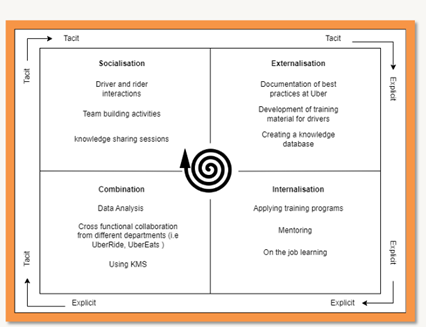 Tacit
Tacit
Tacit
Explicit
Socialisation
Driver and rider
interactions
Team building activities
knowledge sharing sessions
Externalisation
Documentation of best
practices at Uber
Development of training
material for drivers
Creating a knowledge
database
Combination
Data Analysis
Cross functional collaboration
from different departments (i.e
UberRide, UberEats )
Using KMS
Internalisation
Applying training programs
Mentoring
On the job learning
Tacit
Explicit
Explicit
Explicit